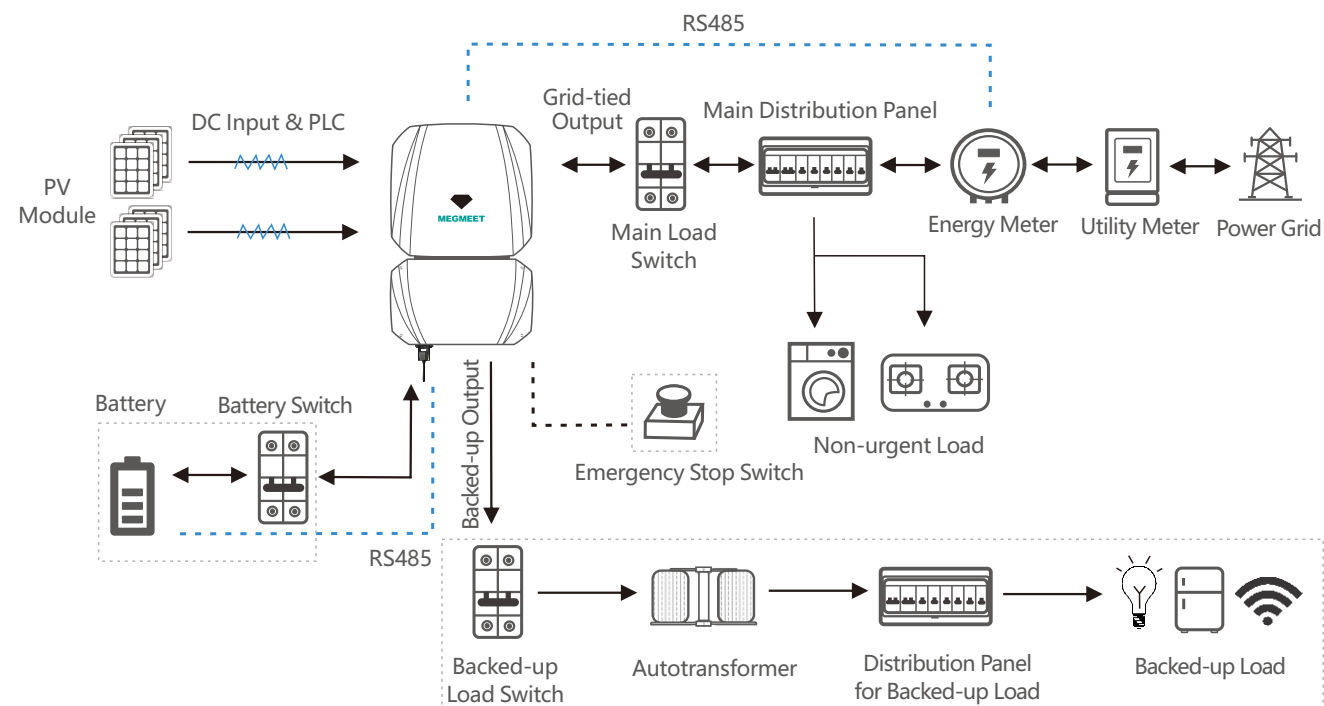 RS485
DC Input & PLC
Grid-tied
Output
Main Distribution Panel
PV
Module
MEGMEET
Main Load
Switch
Energy Meter
Utility Meter
Power Grid
Battery
Battery Switch
Backed-up Output
Emergency Stop Switch
Non-urgent Load
RS485
Backed-up
Load Switch
Autotransformer
Distribution Panel
for Backed-up Load
Backed-up Load